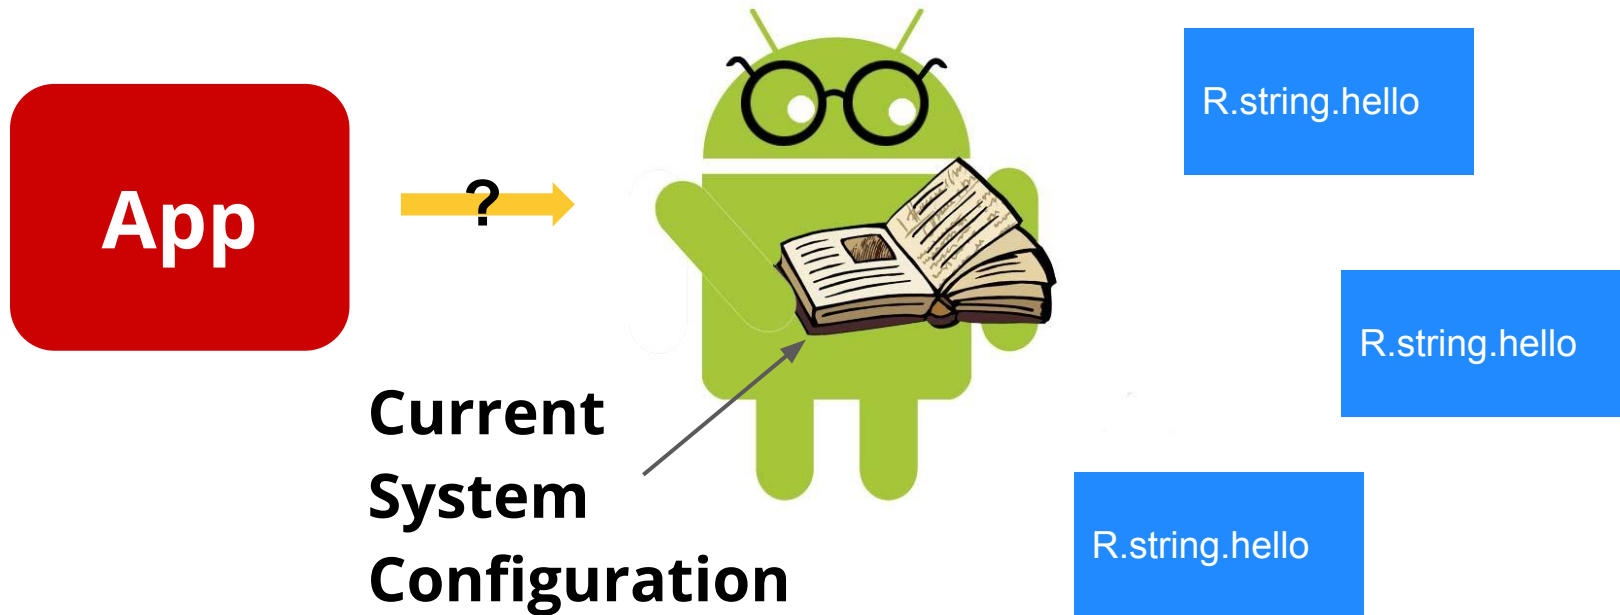 App
?
Current
System
Configuration
R.string.hello
R.string.hello
R.string.hello